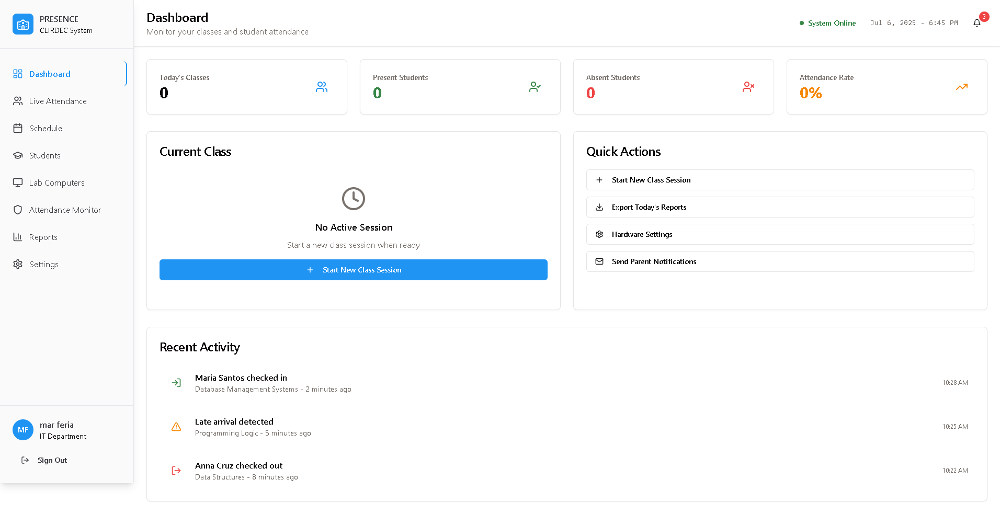 PRESENCE
CLIRDEC System
Dashboard
Live Attendance
Schedule
Students
Lab Computers
Attendance Monitor
Reports
Settings
MF
mar feria
IT Department
Sign Out
Dashboard
Monitor your classes and student attendance
System Online
Jul 6, 2025 - 6:45 PM
3
Today's Classes
0
Present Students
0
Absent Students
0
Attendance Rate
0%
Current Class
No Active Session
Start a new class session when ready
Start New Class Session
Quick Actions
Start New Class Session
Export Today's Reports
Hardware Settings
Send Parent Notifications
Recent Activity
Maria Santos checked in
Database Management Systems - 2 minutes ago
10:28 AM
Late arrival detected
Programming Logic - 5 minutes ago
10:25 AM
Anna Cruz checked out
Data Structures - 8 minutes ago
10:22 AM